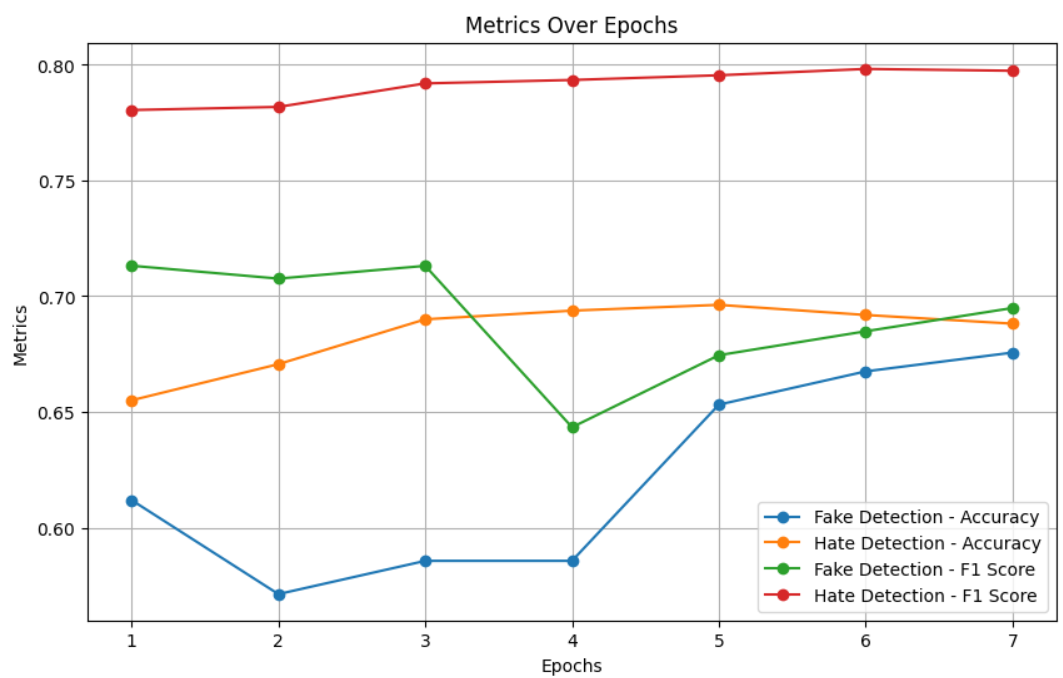 Metrics Over Epochs
0.80
0.75
0.70
0.65
0.60
Metrics
1 2 3 4 5 6 7
Epochs
Fake Detection - Accuracy
Hate Detection - Accuracy
Fake Detection - F1 Score
Hate Detection - F1 Score